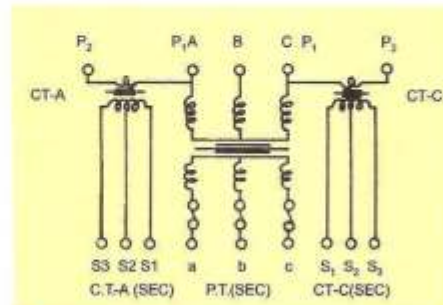 P2 P1A B C P1 P3
CT-A CT-C
S3 S2 S1 a b c S1 S2 S3
C.T-A (SEC) P.T.(SEC) CT-C(SEC)